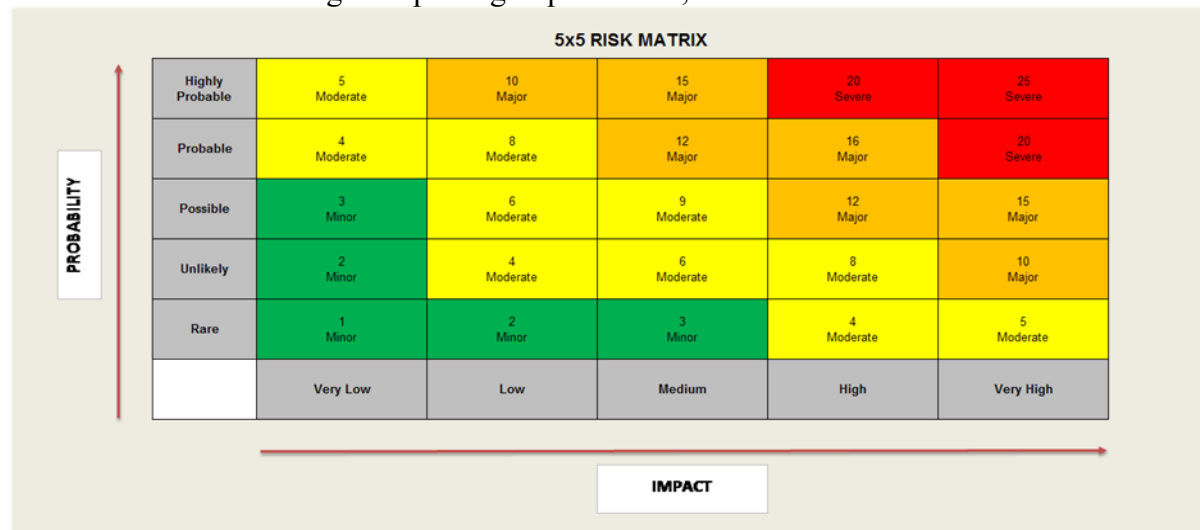 5x5 RISK MATRIX
Highly
Probable
5
Moderate
10
Major
15
Major
20
Severe
25
Severe
Probable
4
Moderate
8
Moderate
12
Major
16
Major
20
Severe
Possible
3
Minor
6
Moderate
9
Moderate
12
Major
15
Major
Unlikely
2
Minor
4
Moderate
6
Moderate
8
Moderate
10
Major
Rare
1
Minor
2
Minor
3
Minor
4
Moderate
5
Moderate
Very Low
Low
Medium
High
Very High
PROBABILITY
IMPACT